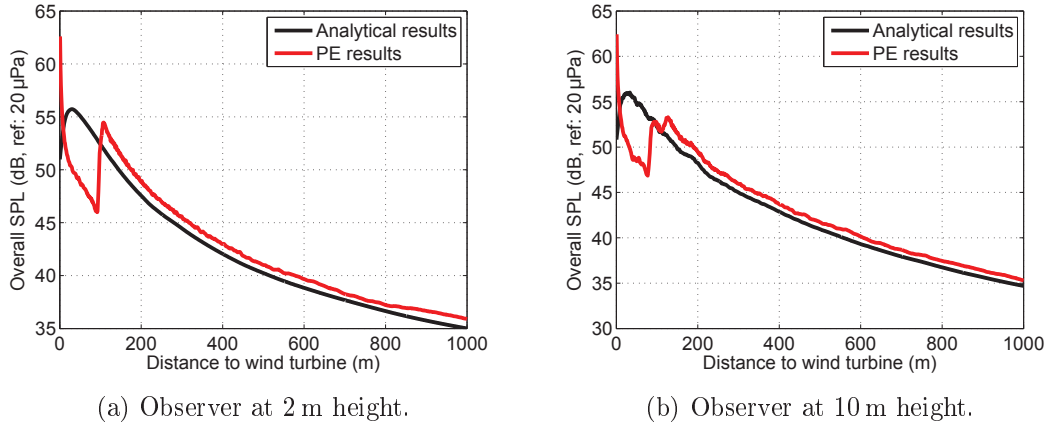 Overall SPL (dB, ref: 20 µPa)
65
60
55
50
45
40
35
0
200
400
600
800
1000
Distance to wind turbine (m)
Analytical results
PE results
(a) Observer at 2 m height.
Overall SPL (dB, ref: 20 µPa)
65
60
55
50
45
40
35
30
0
200
400
600
800
1000
Distance to wind turbine (m)
Analytical results
PE results
(b) Observer at 10 m height.